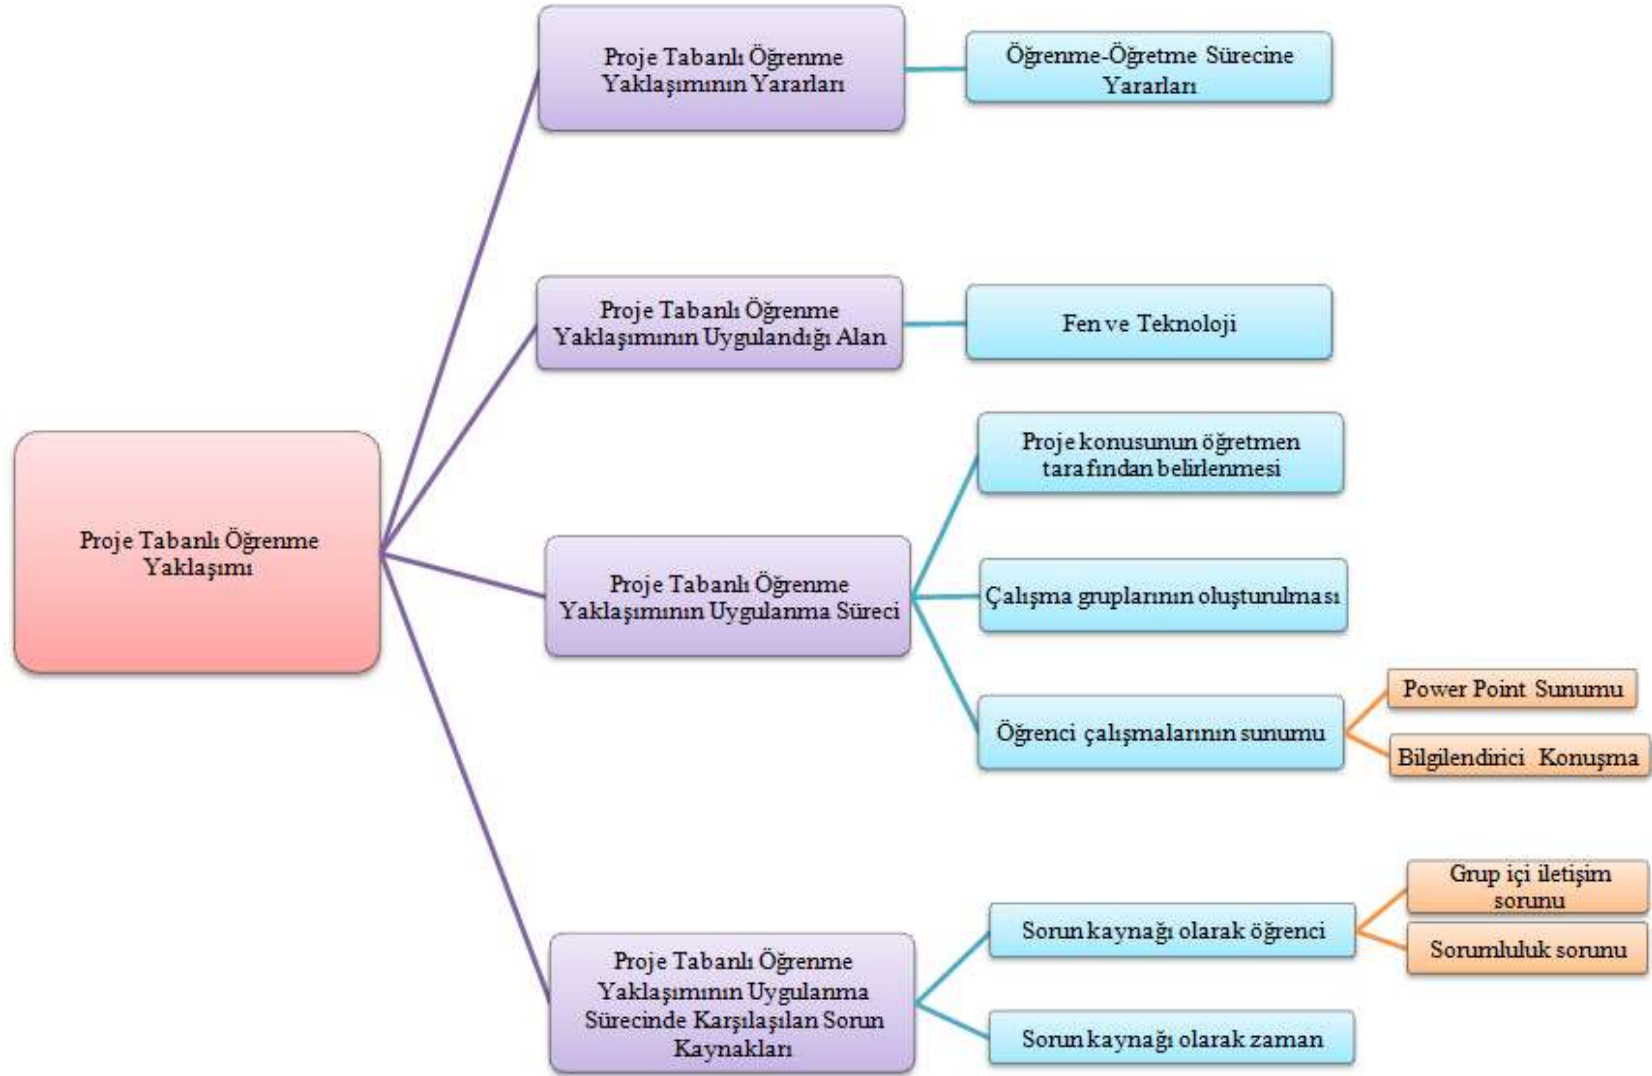 Proje Tabanlı Öğrenme
Yaklaşımı
Proje Tabanlı Öğrenme
Yaklaşımının Yararları
Öğrenme-Öğretme Sürecine
Yararları
Proje Tabanlı Öğrenme
Yaklaşımının Uygulandığı Alan
Fen ve Teknoloji
Proje Tabanlı Öğrenme
Yaklaşımının Uygulanma Süreci
Proje konusunun öğretmen
tarafından belirlenmesi
Çalışma gruplarının oluşturulması
Öğrenci çalışmalarının sunumu
Power Point Sunumu
Bilgilendirici Konuşma
Proje Tabanlı Öğrenme
Yaklaşımının Uygulanma
Sürecinde Karşılaşılan Sorun
Kaynakları
Sorun kaynağı olarak öğrenci
Grup içi iletişim
sorunu
Sorumluluk sorunu
Sorun kaynağı olarak zaman